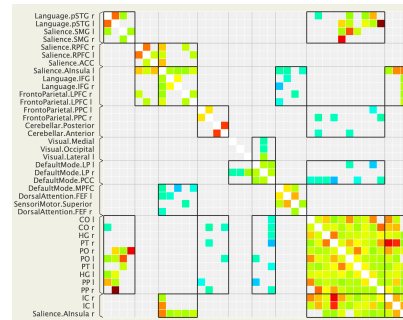 Language.pSTG r
Language.pSTG l
Salience.SMG l
Salience.SMG r
Salience.RPFC r
Salience.RPFC l
Salience.ACC
Salience.AInsula l
Language.IFG l
Language.IFG r
FrontoParietal.LPFC r
FrontoParietal.LPFC l
FrontoParietal.PPC l
FrontoParietal.PPC r
Cerebellar.Posterior
Cerebellar.Anterior
Visual.Medial
Visual.Occipital
Visual.Lateral l
DefaultMode.LP l
DefaultMode.LP r
DefaultMode.PCC
DefaultMode.MPFC
DorsalAttention.FEF l
SensoriMotor.Superior
DorsalAttention.FEF r
CO l
CO r
HG r
PT r
PO r
PO l
PT l
HG l
PP l
PP r
IC r
IC l
Salience.AInsula r